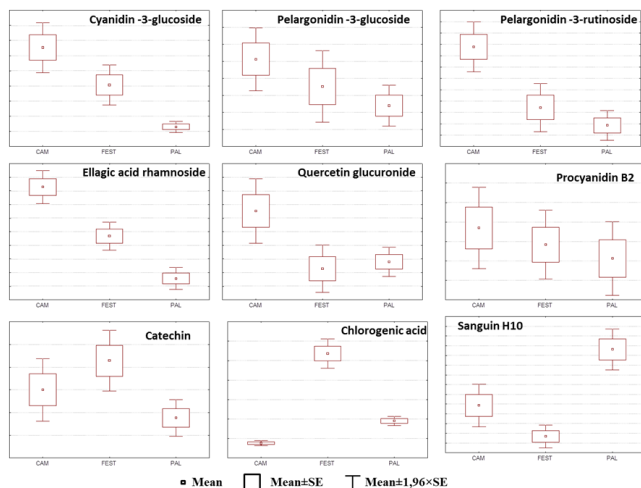 Cyanidin -3-glucoside
CAM FEST PAL
Pelargonidin -3-glucoside
CAM FEST PAL
Pelargonidin -3-rutinoside
CAM FEST PAL
Ellagic acid rhamnoside
CAM FEST PAL
Quercetin glucuronide
CAM FEST PAL
Procyanidin B2
CAM FEST PAL
Catechin
CAM FEST PAL
Chlorogenic acid
CAM FEST PAL
Sanguin H10
CAM FEST PAL
Mean Mean±SE Mean±1,96×SE